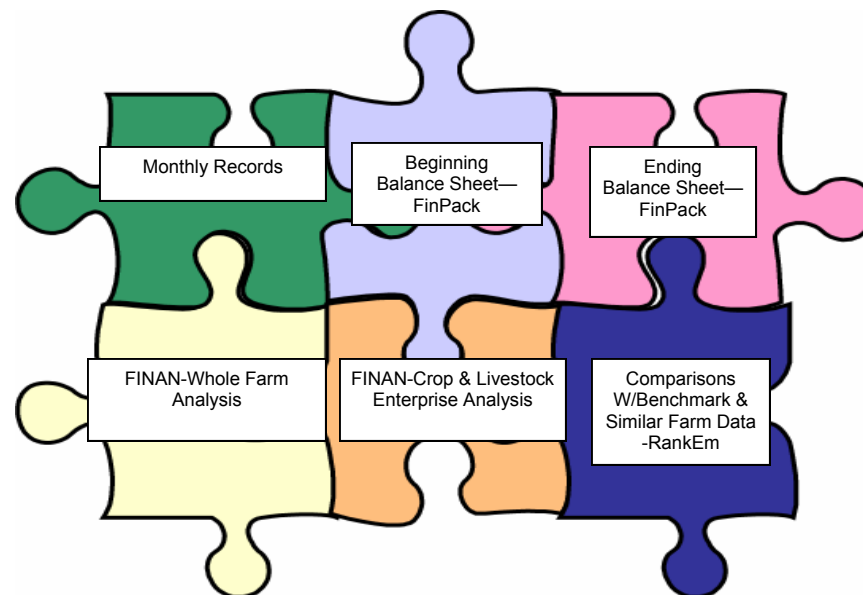 Monthly Records
Beginning
Balance Sheet—
FinPack
Ending
Balance Sheet—
FinPack
FINAN-Whole Farm
Analysis
FINAN-Crop & Livestock
Enterprise Analysis
Comparisons
W/Benchmark &
Similar Farm Data
-RankEm